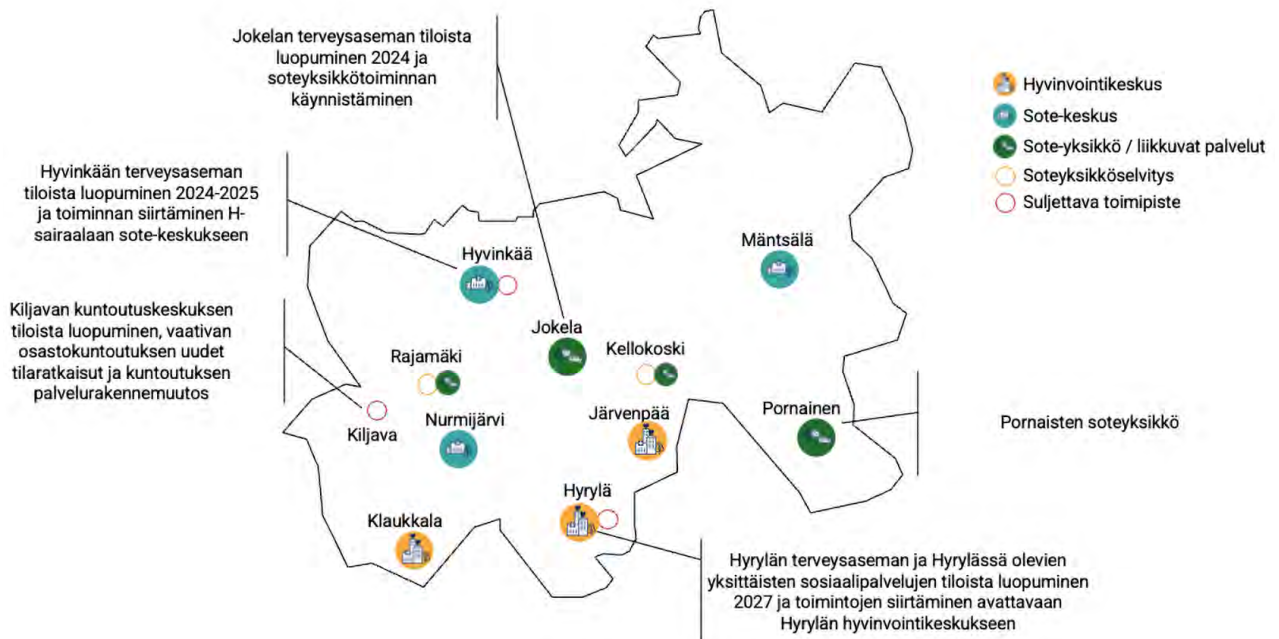 Jokelan terveysaseman tiloista
luopuminen 2024 ja
soteyksikkötoiminnan
käynnistäminen
Hyvinvointikeskus
Sote-keskus
Sote-yksikkö / liikkuvat palvelut
Soteyksikköselvitys
Suljettava toimipiste
Hyvinkään terveysaseman
tiloista luopuminen 2024-2025
ja toiminnan siirtäminen H-
sairaalaan sote-keskukseen
Hyvinkää
Mäntsälä
Kiljavan kuntoutuskeskuksen
tiloista luopuminen, vaativan
osastokuntoutuksen uudet
tilaratkaisut ja kuntoutuksen
palvelurakennemuutos
Jokela
Rajamäki
Kellokoski
Kiljava
Nurmijärvi
Järvenpää
Pornainen
Pornaisten soteyksikkö
Hyrylä
Klaukkala
Hyrylän terveysaseman ja Hyrylässä olevien
yksittäisten sosiaalipalvelujen tiloista luopuminen
2027 ja toimintojen siirtäminen avattavaan
Hyrylän hyvinvointikeskukseen